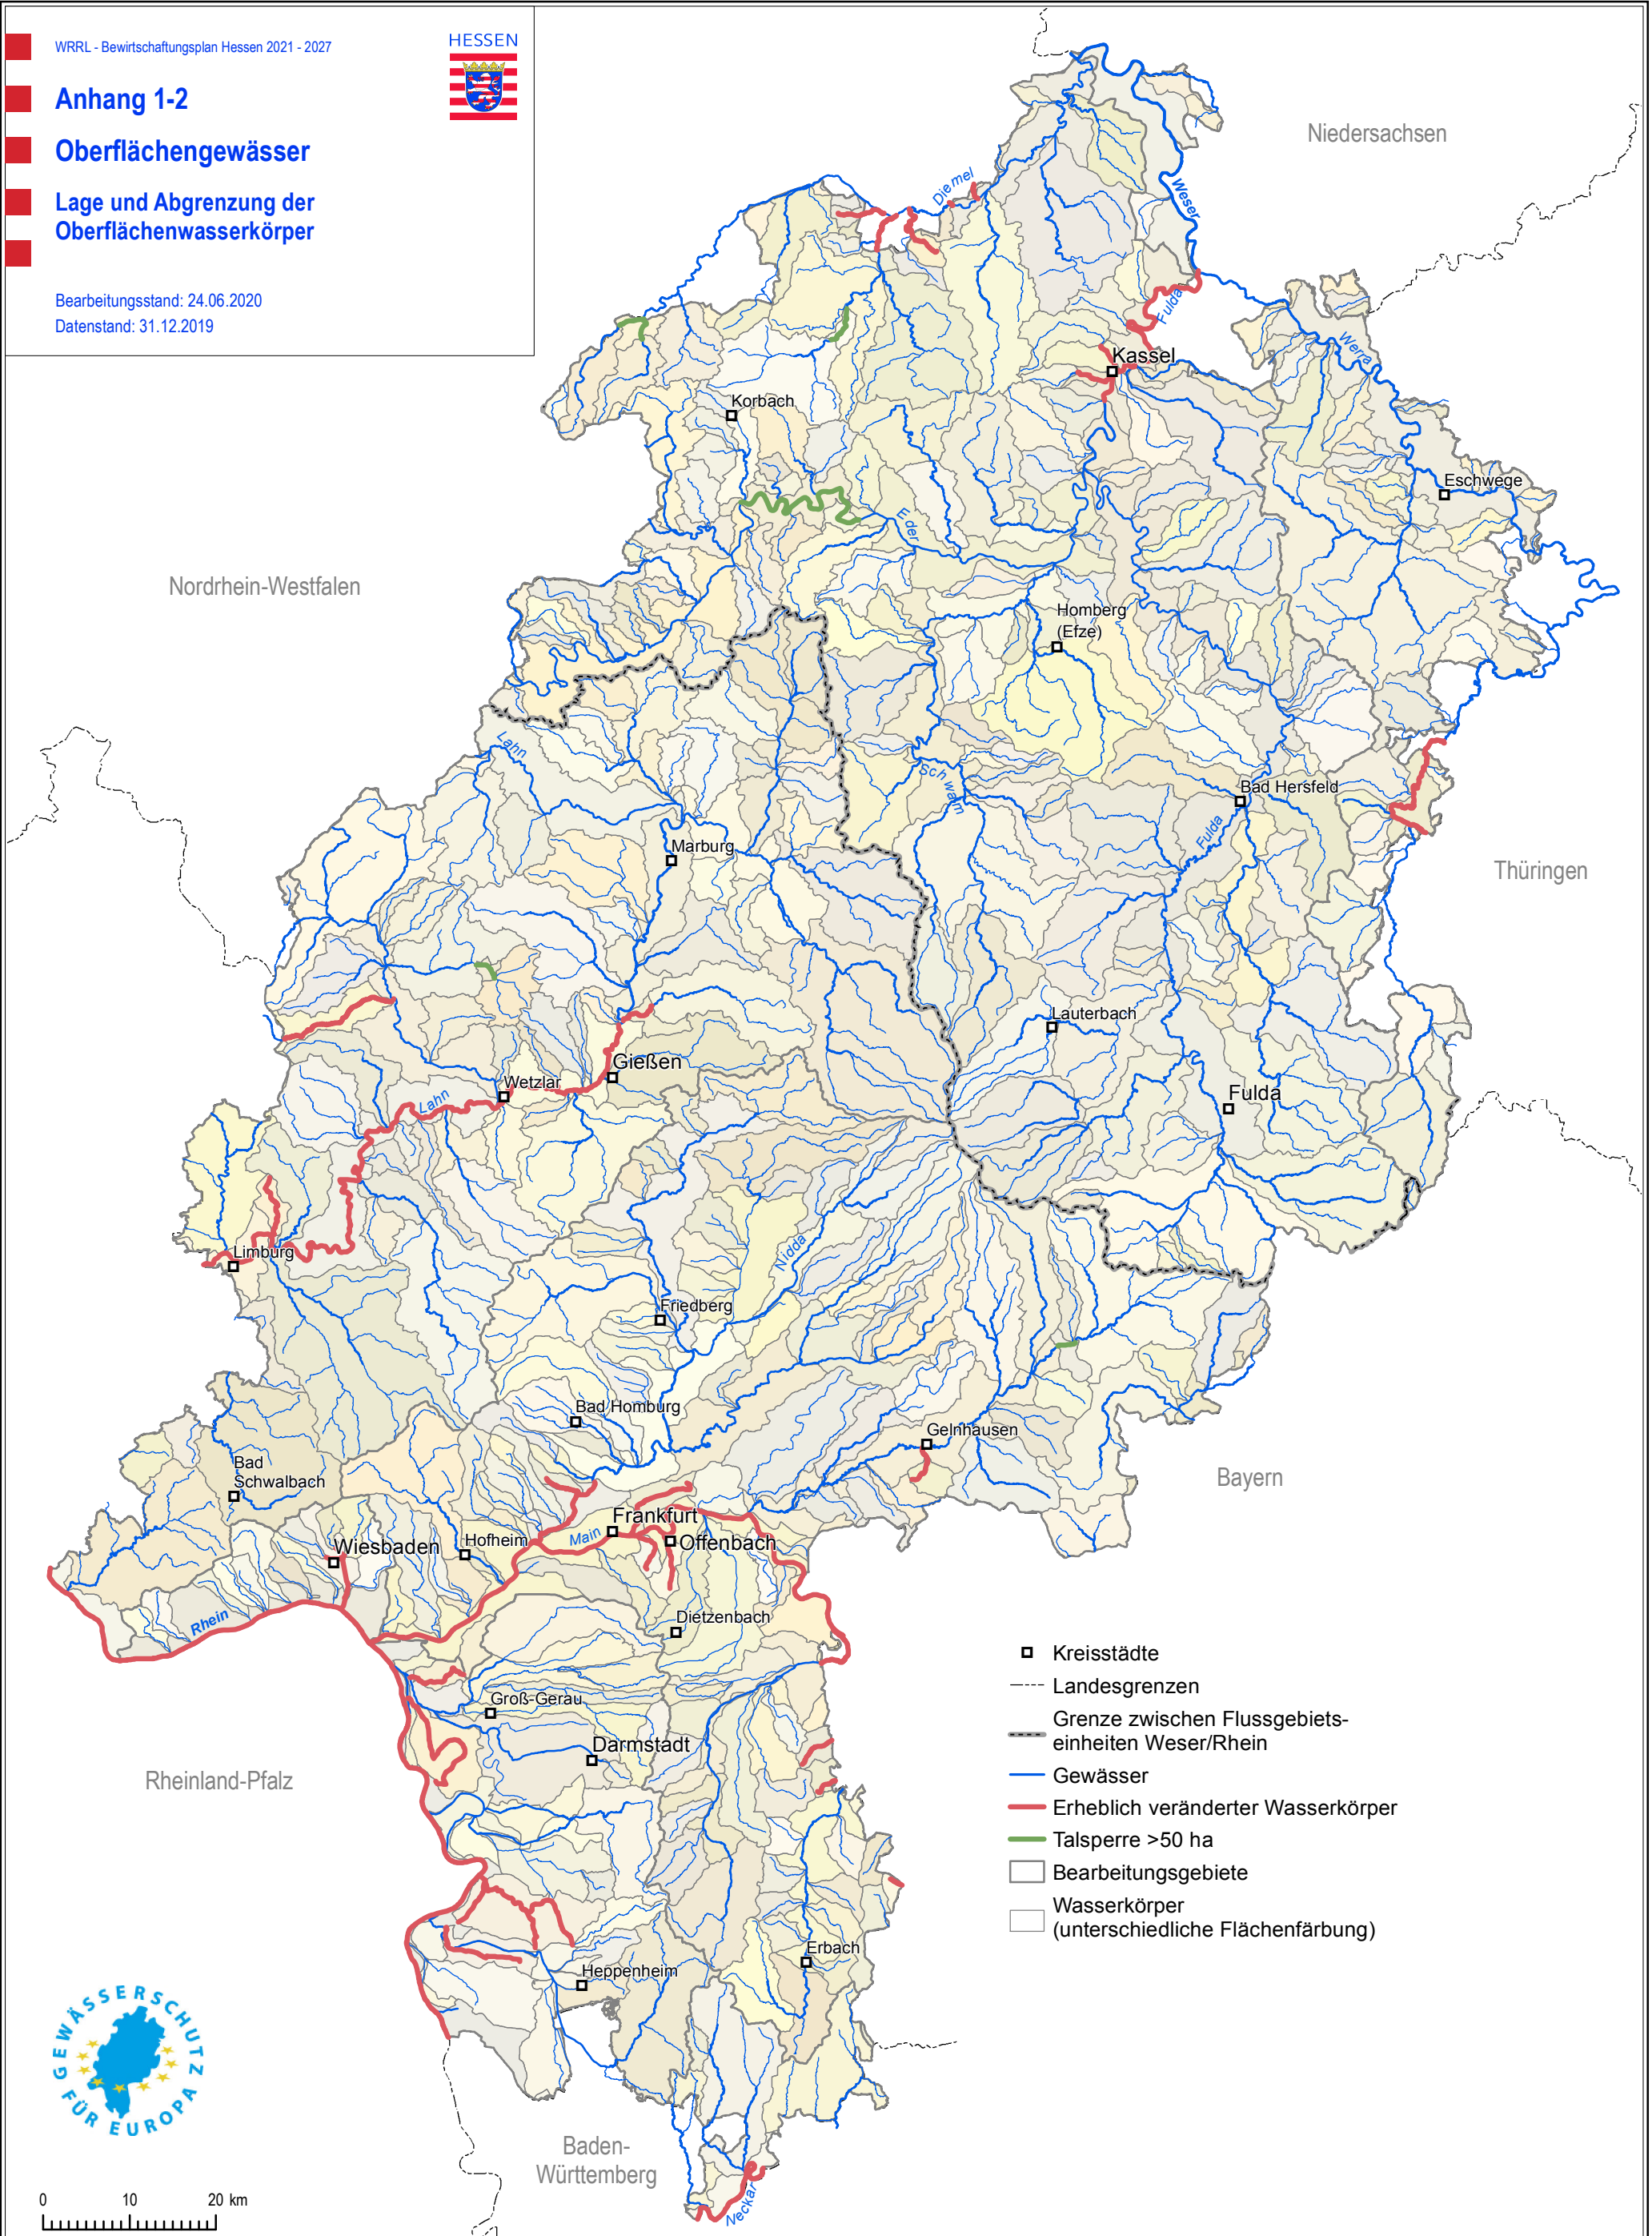 WRRL - Bewirtschaftungsplan Hessen 2021 - 2027
HESSEN
Anhang 1-2
Oberflächengewässer
Lage und Abgrenzung der
Oberflächenwasserkörper
Bearbeitungsstand: 24.06.2020
Datenstand: 31.12.2019
Niedersachsen
Diemel
Weser
Fulda
Kassel
Werra
Korbach
Eschwege
Eder
Nordrhein-Westfalen
Homberg
(Efze)
Lahn
Schwalm
Bad Hersfeld
Fulda
Marburg
Thüringen
Lauterbach
Gießen
Wetzlar
Lahn
Fulda
Limburg
Nidda
Friedberg
Bad Homburg
Gelnhausen
Bad
Schwalbach
Bayern
Frankfurt
Main
Hofheim
Offenbach
Wiesbaden
Rhein
Dietzenbach
Groß-Gerau
Darmstadt
Rheinland-Pfalz
Erbach
Heppenheim
Baden-
Württemberg
Neckar
Kreisstädte
Landesgrenzen
Grenze zwischen Flussgebiets-
einheiten Weser/Rhein
Gewässer
Erheblich veränderter Wasserkörper
Talsperre >50 ha
Bearbeitungsgebiete
Wasserkörper
(unterschiedliche Flächenfärbung)
GEWÄSSERSCHUTZ
FÜR EUROPA
0 10 20 km